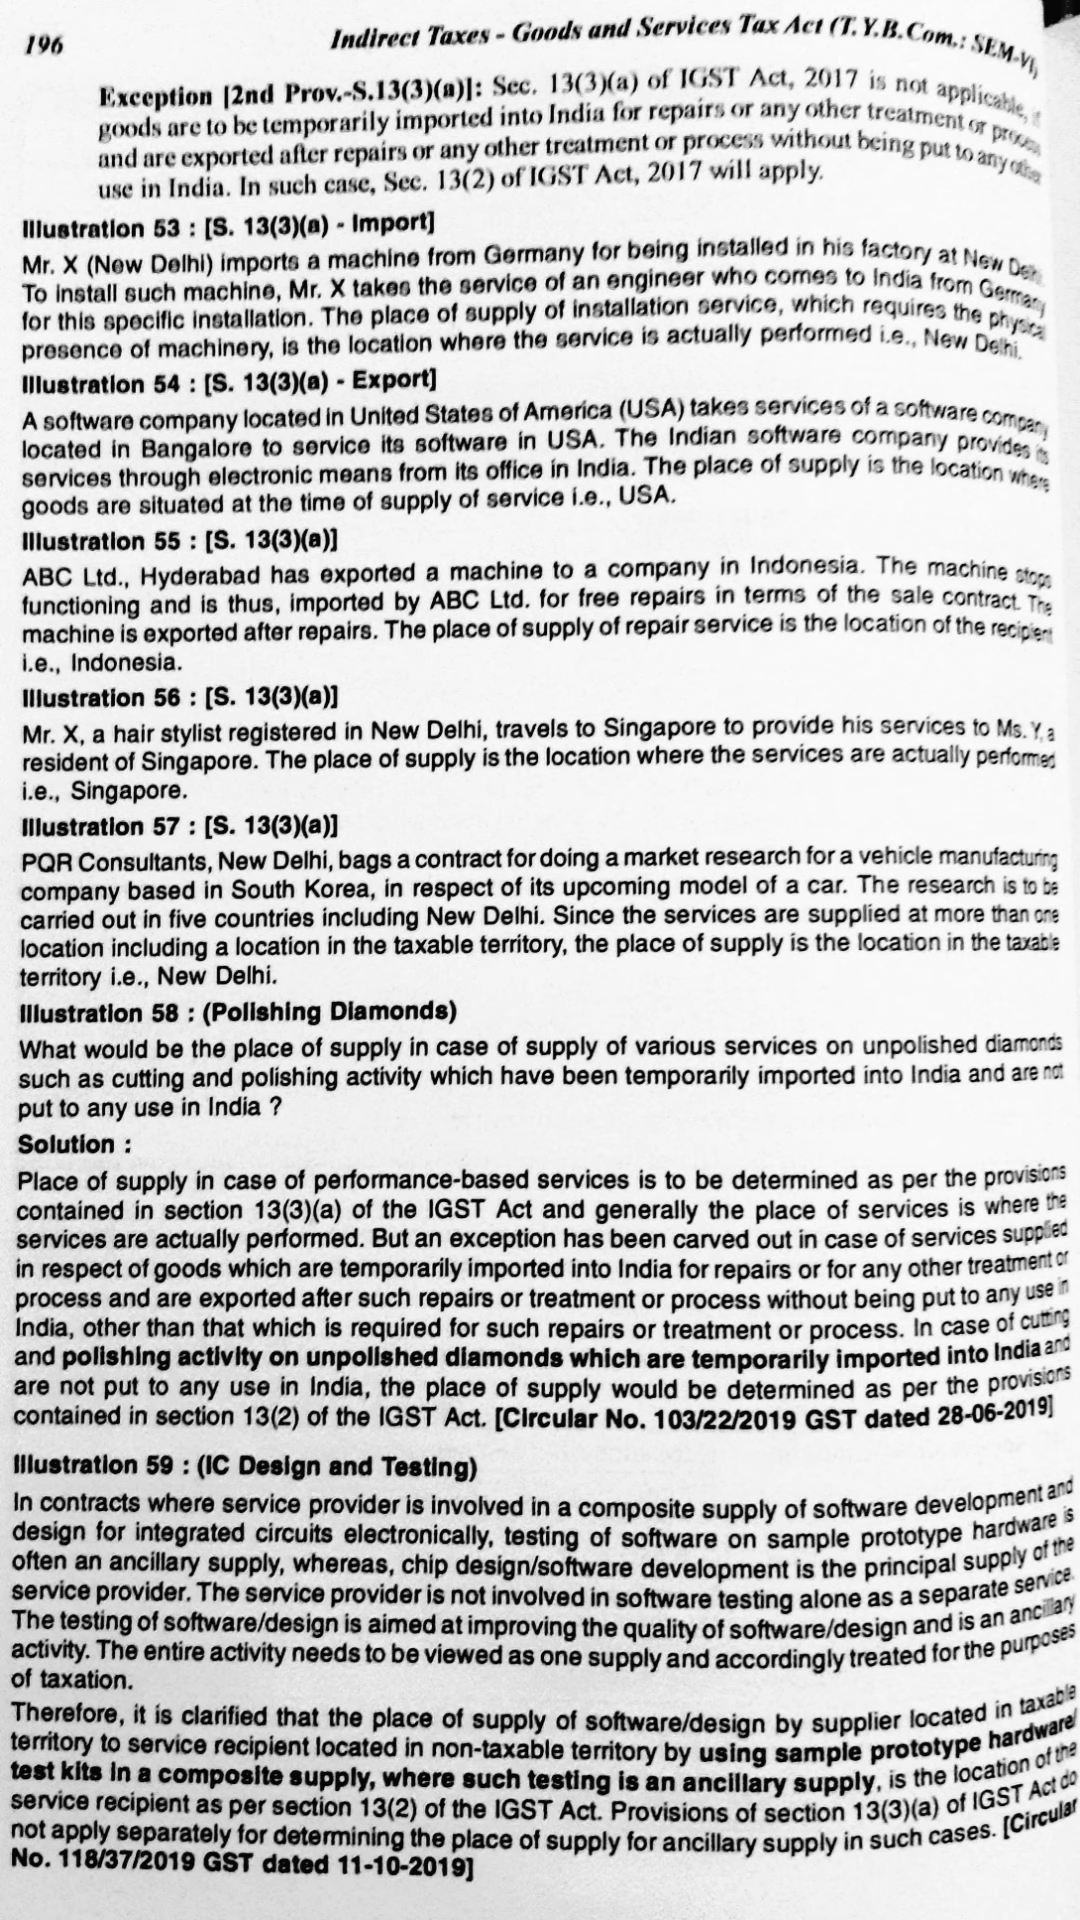 196
Indirect Taxes - Goods and Services Tax Act (T.Y.B.Com.: SEM-VI)
Exception [2nd Prov.-S.13(3)(a)]: Sec. 13(3)(a) of IGST Act, 2017 is not applicable, if
goods are to be temporarily imported into India for repairs or any other treatment or process
and are exported after repairs or any other treatment or process without being put to any other
use in India. In such case, Sec. 13(2) of IGST Act, 2017 will apply.
Illustration 53 : [S. 13(3)(a) - Import]
Mr. X (New Delhi) imports a machine from Germany for being installed in his factory at New Delhi.
To install such machine, Mr. X takes the service of an engineer who comes to India from Germany
for this specific installation. The place of supply of installation service, which requires the physical
presence of machinery, is the location where the service is actually performed i.e., New Delhi.
Illustration 54 : [S. 13(3)(a) - Export]
A software company located in United States of America (USA) takes services of a software company
located in Bangalore to service its software in USA. The Indian software company provides its
services through electronic means from its office in India. The place of supply is the location where
goods are situated at the time of supply of service i.e., USA.
Illustration 55 : [S. 13(3)(a)]
ABC Ltd., Hyderabad has exported a machine to a company in Indonesia. The machine stops
functioning and is thus, imported by ABC Ltd. for free repairs in terms of the sale contract. The
machine is exported after repairs. The place of supply of repair service is the location of the recipient
i.e., Indonesia.
Illustration 56 : [S. 13(3)(a)]
Mr. X, a hair stylist registered in New Delhi, travels to Singapore to provide his services to Ms. Y, a
resident of Singapore. The place of supply is the location where the services are actually performed
i.e., Singapore.
Illustration 57 : [S. 13(3)(a)]
PQR Consultants, New Delhi, bags a contract for doing a market research for a vehicle manufacturing
company based in South Korea, in respect of its upcoming model of a car. The research is to be
carried out in five countries including New Delhi. Since the services are supplied at more than one
location including a location in the taxable territory, the place of supply is the location in the taxable
territory i.e., New Delhi.
Illustration 58 : (Polishing Diamonds)
What would be the place of supply in case of supply of various services on unpolished diamonds
such as cutting and polishing activity which have been temporarily imported into India and are not
put to any use in India ?
Solution :
Place of supply in case of performance-based services is to be determined as per the provisions
contained in section 13(3)(a) of the IGST Act and generally the place of services is where the
services are actually performed. But an exception has been carved out in case of services supplied
in respect of goods which are temporarily imported into India for repairs or for any other treatment or
process and are exported after such repairs or treatment or process without being put to any use in
India, other than that which is required for such repairs or treatment or process. In case of cutting
and polishing activity on unpolished diamonds which are temporarily imported into India and
are not put to any use in India, the place of supply would be determined as per the provisions
contained in section 13(2) of the IGST Act. [Circular No. 103/22/2019 GST dated 28-06-2019]
Illustration 59 : (IC Design and Testing)
In contracts where service provider is involved in a composite supply of software development and
design for integrated circuits electronically, testing of software on sample prototype hardware is
often an ancillary supply, whereas, chip design/software development is the principal supply of the
service provider. The service provider is not involved in software testing alone as a separate service.
The testing of software/design is aimed at improving the quality of software/design and is an ancillary
activity. The entire activity needs to be viewed as one supply and accordingly treated for the purposes
of taxation.
Therefore, it is clarified that the place of supply of software/design by supplier located in taxable
territory to service recipient located in non-taxable territory by using sample prototype hardware/
test kits in a composite supply, where such testing is an ancillary supply, is the location of the
service recipient as per section 13(2) of the IGST Act. Provisions of section 13(3)(a) of IGST Act do
not apply separately for determining the place of supply for ancillary supply in such cases. [Circular
No. 118/37/2019 GST dated 11-10-2019]